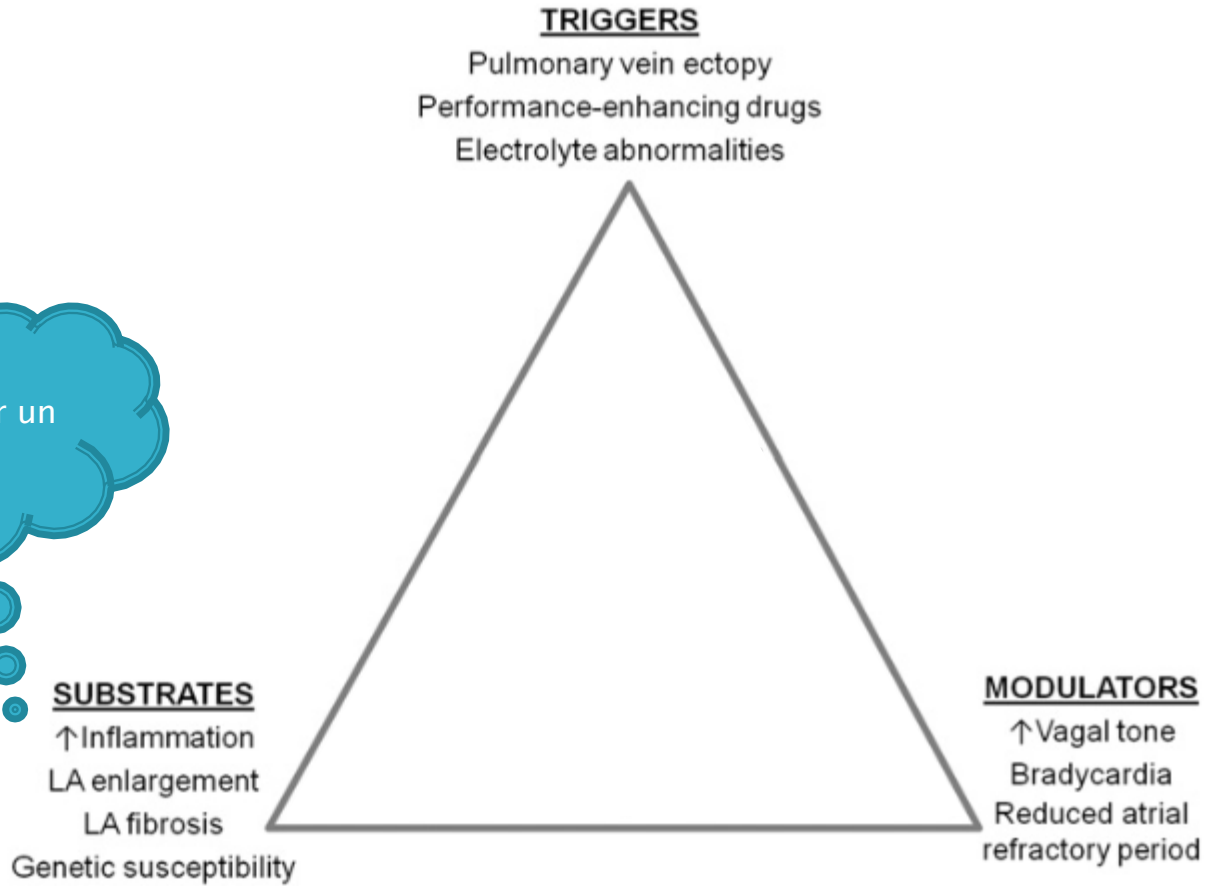 TRIGGERS
Pulmonary vein ectopy
Performance-enhancing drugs
Electrolyte abnormalities
un
SUBSTRATES
↑Inflammation
LA enlargement
LA fibrosis
Genetic susceptibility
MODULATORS
↑Vagal tone
Bradycardia
Reduced atrial
refractory period